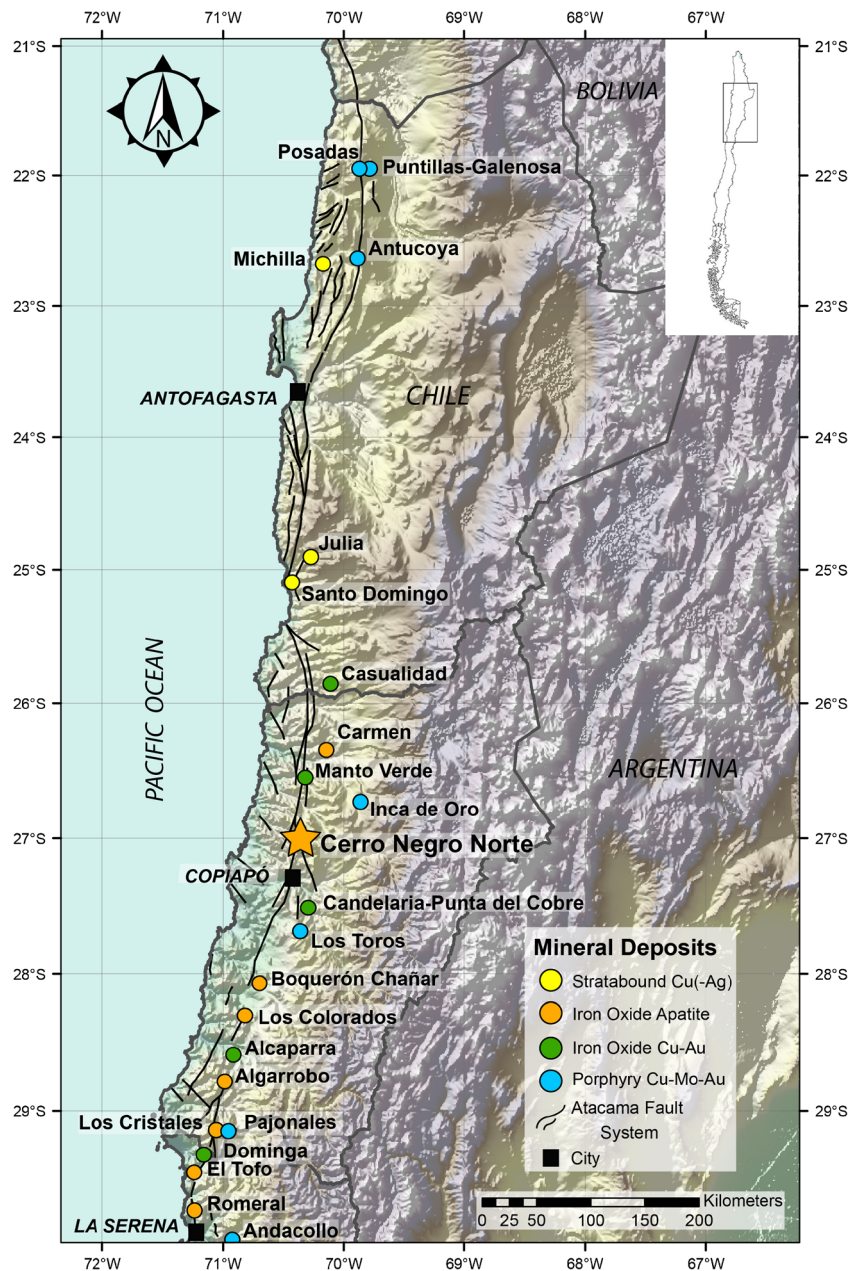 72°W 71°W 70°W 69°W 68°W 67°W
21°S 21°S
BOLIVIA
N
Posadas
Puntillas-Galenosa
22°S 22°S
Antucoya
Michilla
23°S 23°S
ANTOFAGASTA
CHILE
24°S 24°S
Julia
25°S 25°S
Santo Domingo
PACIFIC OCEAN
Casualidad
26°S 26°S
Carmen
Manto Verde
ARGENTINA
Inca de Oro
27°S 27°S
Cerro Negro Norte
COPIAPÓ
Candelaria-Punta del Cobre
Los Toros
28°S 28°S
Boquerón Chañar
Los Colorados
Alcaparra
Algarrobo
29°S 29°S
Los Cristales
Pajonales
Dominga
El Tofo
Romeral
LA SERENA
Andacollo
Mineral Deposits
Stratabound Cu(-Ag)
Iron Oxide Apatite
Iron Oxide Cu-Au
Porphyry Cu-Mo-Au
Atacama Fault
System
City
Kilometers
0 25 50 100 150 200
72°W 71°W 70°W 69°W 68°W 67°W